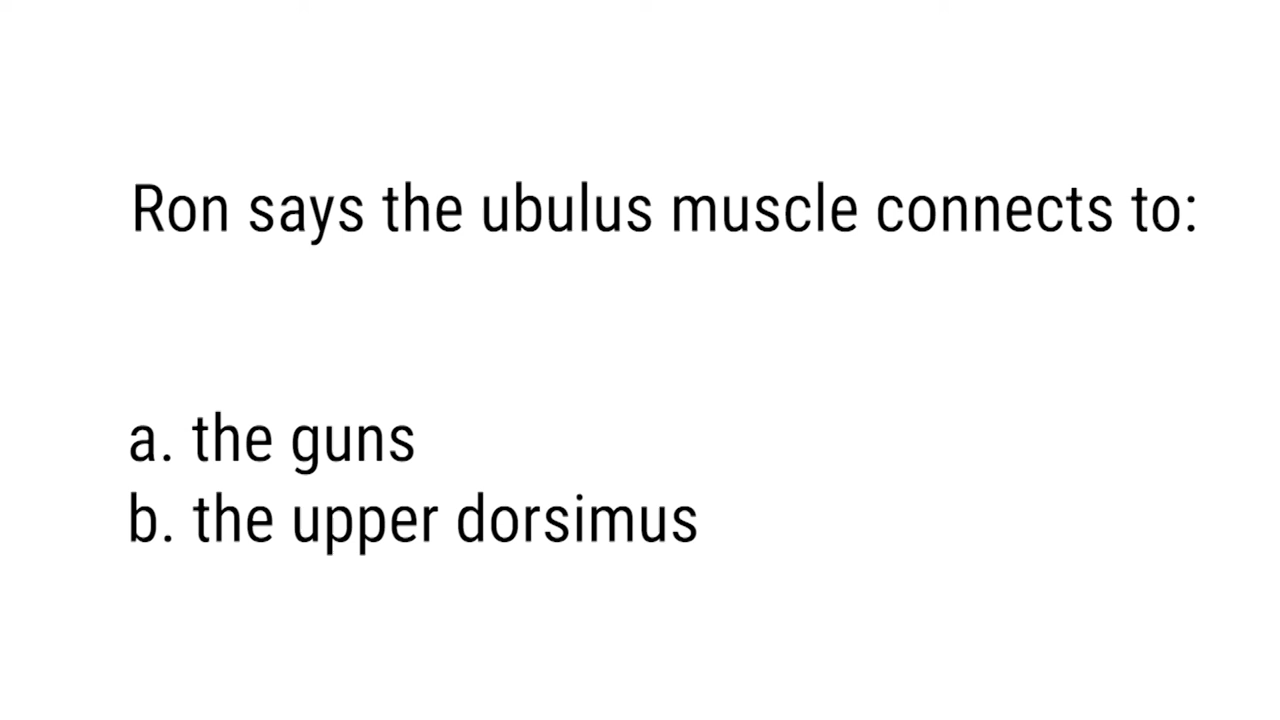 Ron says the ubulus muscle connects to:
a. the guns
b. the upper dorsimus